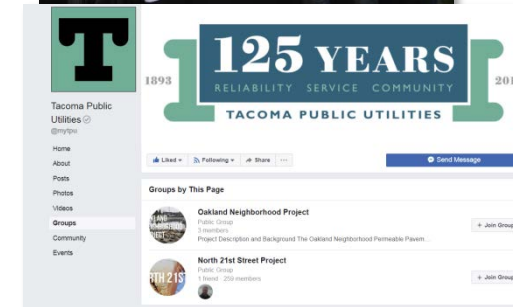 T
125 YEARS
1893
201
RELIABILITY SERVICE COMMUNITY
TACOMA PUBLIC UTILITIES
Tacoma Public
Utilities
@mytpu
Home
About
Posts
Photos
Videos
Groups
Community
Events
Liked
Following
Share
...
Send Message
Groups by This Page
Oakland Neighborhood Project
Public Group
3 members
Project Description and Background The Oakland Neighborhood Permeable Pavem...
+ Join Group
North 21st Street Project
Public Group
1 friend · 259 members
+ Join Group
TH 21S